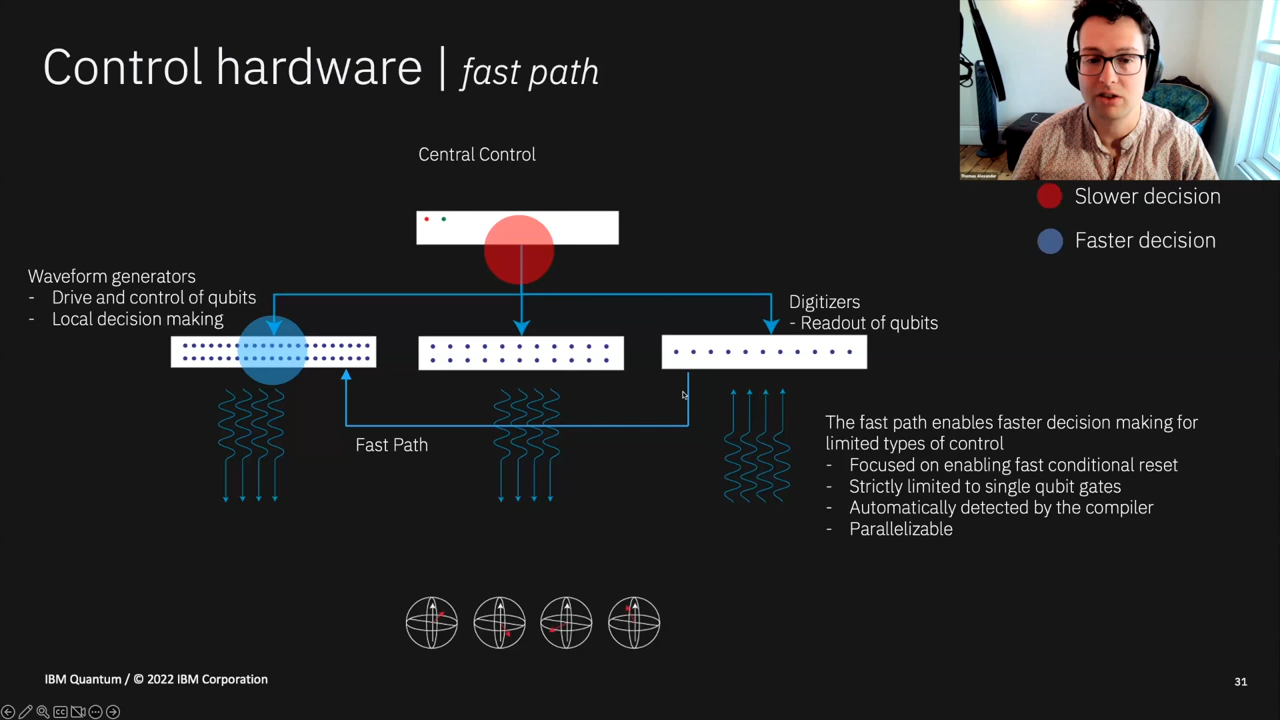 Control hardware | fast path
Thomas Alexander
Central Control
Slower decision
Faster decision
Waveform generators
- Drive and control of qubits
- Local decision making
Digitizers
- Readout of qubits
Fast Path
The fast path enables faster decision making for
limited types of control
- Focused on enabling fast conditional reset
- Strictly limited to single qubit gates
- Automatically detected by the compiler
- Parallelizable
IBM Quantum / © 2022 IBM Corporation
31
CC